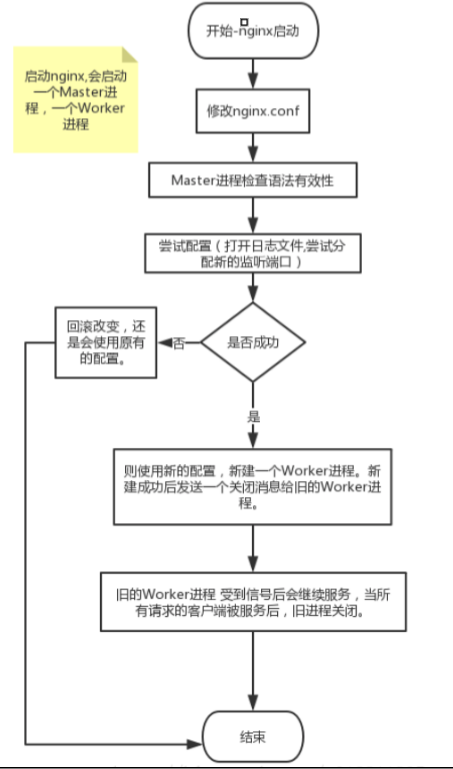 开始-nginx启动
启动nginx,会启动
一个Master进
程，一个Worker
进程
修改nginx.conf
Master进程检查语法有效性
尝试配置（打开日志文件,尝试分
配新的监听端口）
是否成功
否
回滚改变，还
是会使用原有
的配置。
是
则使用新的配置，新建一个Worker进程。新
建成功后发送一个关闭消息给旧的Worker进
程。
旧的Worker进程 受到信号后会继续服务，当所
有请求的客户端被服务后，旧进程关闭。
结束